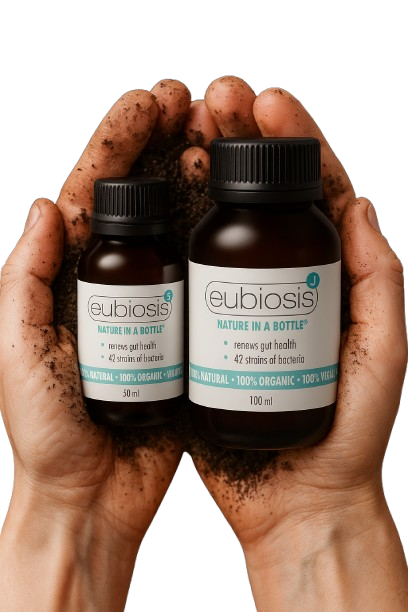 eubiosis
S
NATURE IN A BOTTLE®
• renews gut health
• 42 strains of bacteria
NATURAL • 100% ORGANIC •
50 ml
eubiosis
J
NATURE IN A BOTTLE®
• renews gut health
• 42 strains of bacteria
NATURAL • 100% ORGANIC • 100%
100 ml